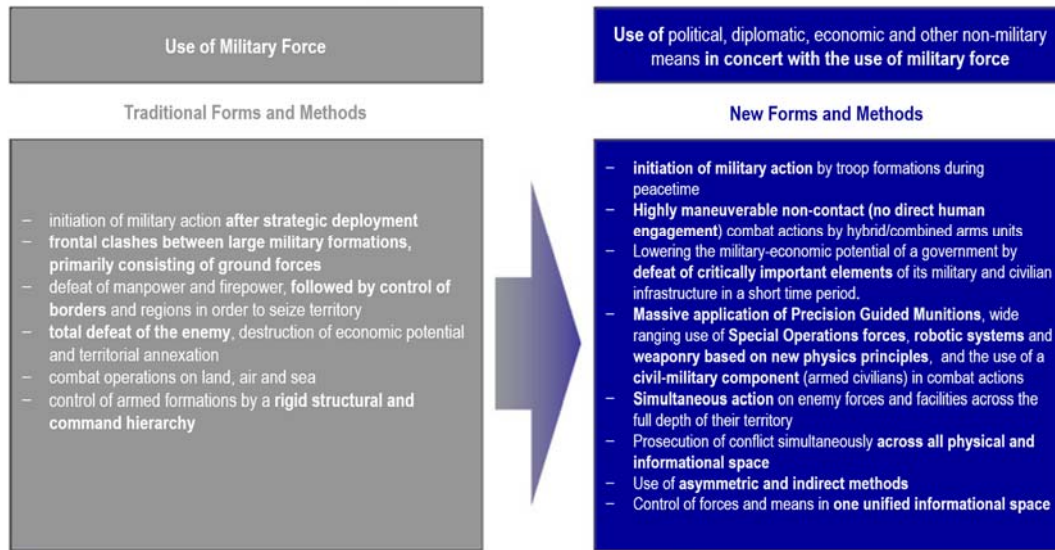 Use of Military Force
Traditional Forms and Methods
– initiation of military action after strategic deployment
– frontal clashes between large military formations,
primarily consisting of ground forces
– defeat of manpower and firepower, followed by control of
borders and regions in order to seize territory
– total defeat of the enemy, destruction of economic potential
and territorial annexation
– combat operations on land, air and sea
– control of armed formations by a rigid structural and
command hierarchy
Use of political, diplomatic, economic and other non-military
means in concert with the use of military force
New Forms and Methods
– initiation of military action by troop formations during
peacetime
– Highly maneuverable non-contact (no direct human
engagement) combat actions by hybrid/combined arms units
– Lowering the military-economic potential of a government by
defeat of critically important elements of its military and civilian
infrastructure in a short time period.
– Massive application of Precision Guided Munitions, wide
ranging use of Special Operations forces, robotic systems and
weaponry based on new physics principles, and the use of a
civil-military component (armed civilians) in combat actions
– Simultaneous action on enemy forces and facilities across the
full depth of their territory
– Prosecution of conflict simultaneously across all physical and
informational space
– Use of asymmetric and indirect methods
– Control of forces and means in one unified informational space